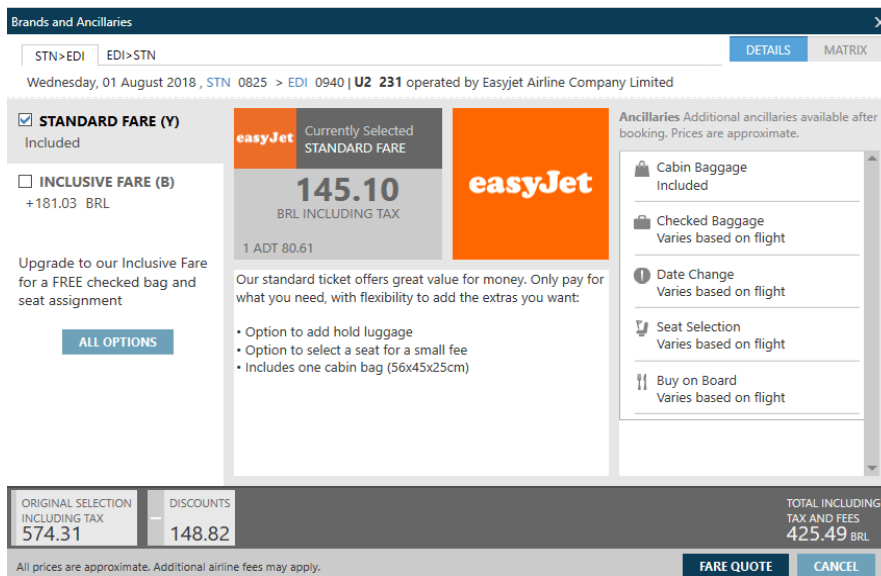 Brands and Ancillaries
STN>EDI EDI>STN
DETAILS MATRIX
Wednesday, 01 August 2018 , STN 0825 > EDI 0940 | U2 231 operated by Easyjet Airline Company Limited
STANDARD FARE (Y)
Included
INCLUSIVE FARE (B)
+181.03 BRL
Upgrade to our Inclusive Fare
for a FREE checked bag and
seat assignment
ALL OPTIONS
easyJet
Currently Selected
STANDARD FARE
145.10
BRL INCLUDING TAX
1 ADT 80.61
easyJet
Our standard ticket offers great value for money. Only pay for
what you need, with flexibility to add the extras you want:
• Option to add hold luggage
• Option to select a seat for a small fee
• Includes one cabin bag (56x45x25cm)
Ancillaries Additional ancillaries available after
booking. Prices are approximate.
Cabin Baggage
Included
Checked Baggage
Varies based on flight
Date Change
Varies based on flight
Seat Selection
Varies based on flight
Buy on Board
Varies based on flight
ORIGINAL SELECTION
INCLUDING TAX
574.31
–
DISCOUNTS
148.82
TOTAL INCLUDING
TAX AND FEES
425.49 BRL
All prices are approximate. Additional airline fees may apply.
FARE QUOTE
CANCEL